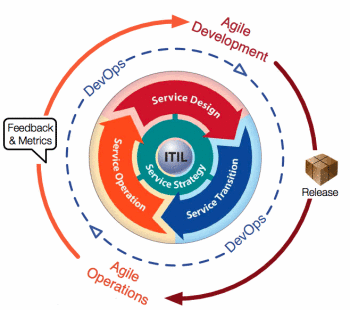 Agile
Development
DevOps
Feedback
& Metrics
Service Design
ITIL
Service Strategy
Service Operation
Service Transition
Release
DevOps
Agile
Operations